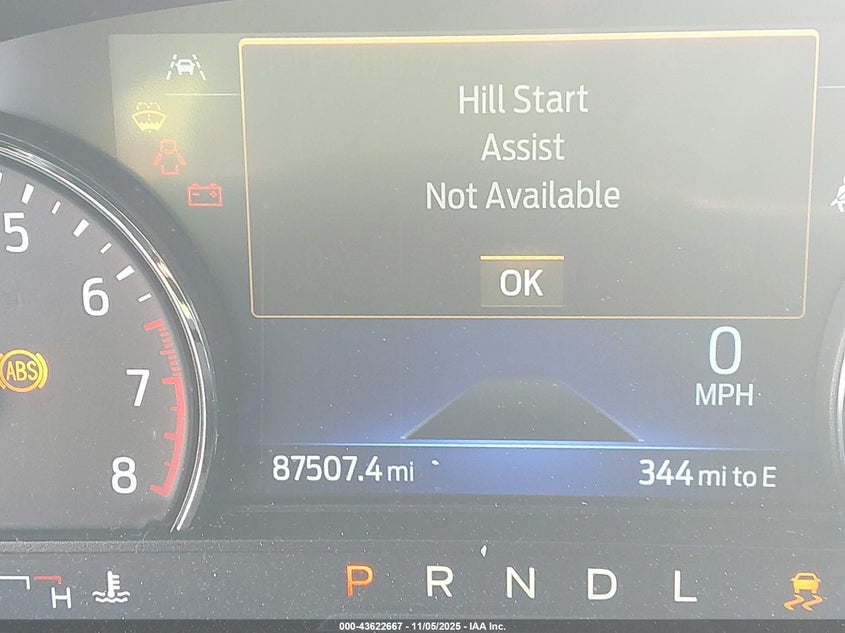 Hill Start
Assist
Not Available
OK
5
6
7
8
ABS
0
MPH
87507.4 mi
344 mi to E
H
P R N D L
000-43622667 - 11/05/2025 - IAA Inc.